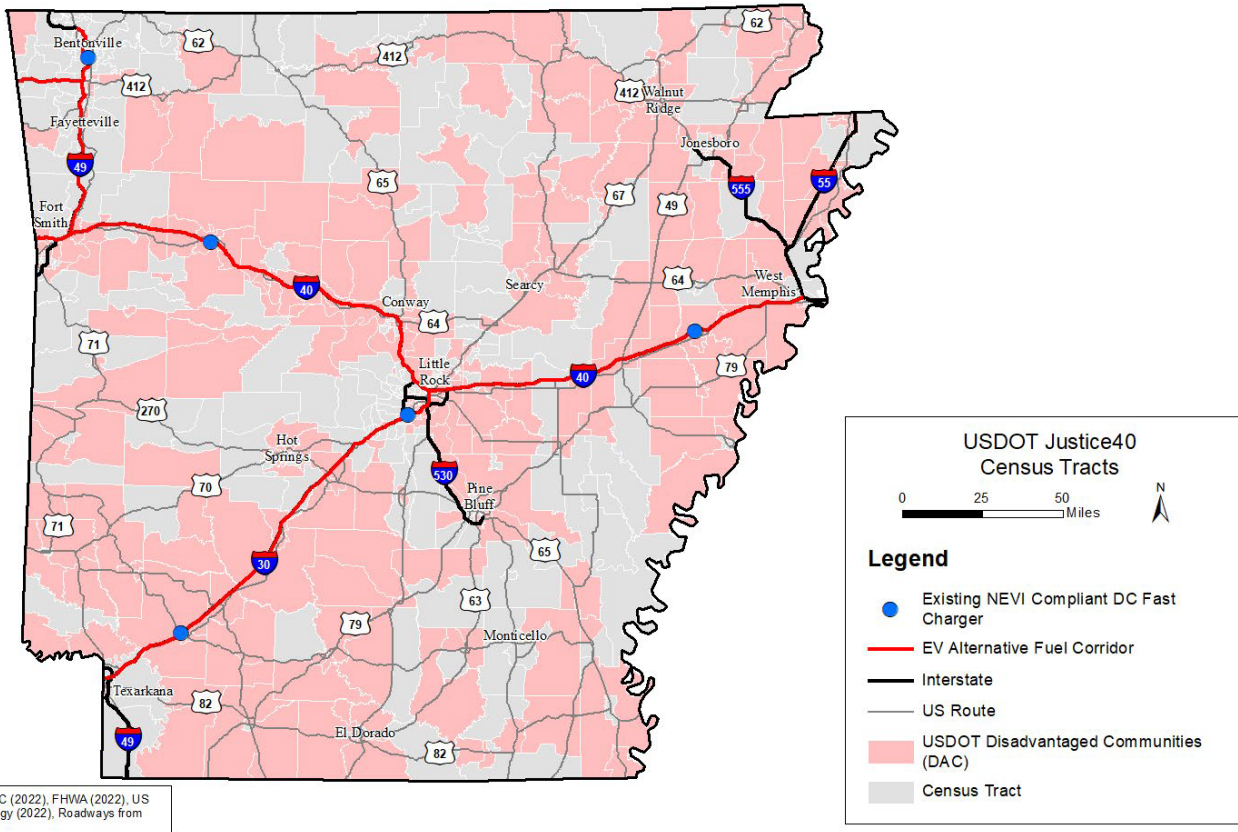 62
Bentonville
62
412
412
412
Walnut
Ridge
Fayetteville
Jonesboro
49
65
67
49
555
55
Fort
Smith
40
Searcy
64
West
Memphis
Conway
64
71
Little
Rock
40
79
270
Hot
Springs
70
530
Pine
Bluff
71
65
30
63
79
Monticello
Texarkana
82
El Dorado
49
82
USDOT Justice40
Census Tracts
0 25 50
Miles
N
Legend
Existing NEVI Compliant DC Fast
Charger
EV Alternative Fuel Corridor
Interstate
US Route
USDOT Disadvantaged Communities
(DAC)
Census Tract
C (2022), FHWA (2022), US
gy (2022), Roadways from